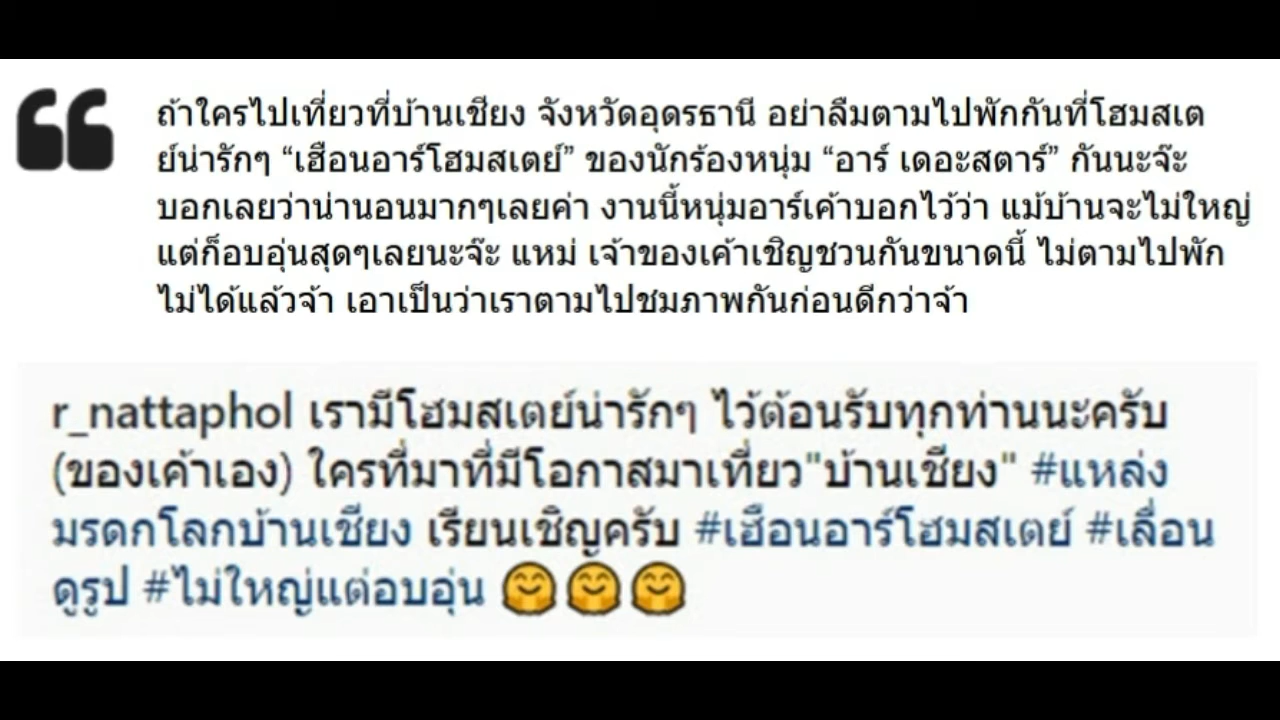 ถ้าใครไปเที่ยวที่บ้านเชียง จังหวัดอุดรธานี อย่าลืมตามไปพักกันที่โฮมสเต
ย์น่ารักๆ “เฮือนอาร์โฮมสเตย์” ของนักร้องหนุ่ม “อาร์ เดอะสตาร์” กันนะจ๊ะ
บอกเลยว่าน่านอนมากๆเลยค่า งานนี้หนุ่มอาร์เค้าบอกไว้ว่า แม้บ้านจะไม่ใหญ่
แต่ก็อบอุ่นสุดๆเลยนะจ๊ะ แหม่ เจ้าของเค้าเชิญชวนกันขนาดนี้ ไม่ตามไปพัก
ไม่ได้แล้วจ้า เอาเป็นว่าเราตามไปชมภาพกันก่อนดีกว่าจ้า
r_nattaphol เรามีโฮมสเตย์น่ารักๆ ไว้ต้อนรับทุกท่านนะครับ
(ของเค้าเอง) ใครที่มาที่มีโอกาสมาเที่ยว"บ้านเชียง" #แหล่ง
มรดกโลกบ้านเชียง เรียนเชิญครับ #เฮือนอาร์โฮมสเตย์ #เลื่อน
ดูรูป #ไม่ใหญ่แต่อบอุ่น 🤗🤗🤗